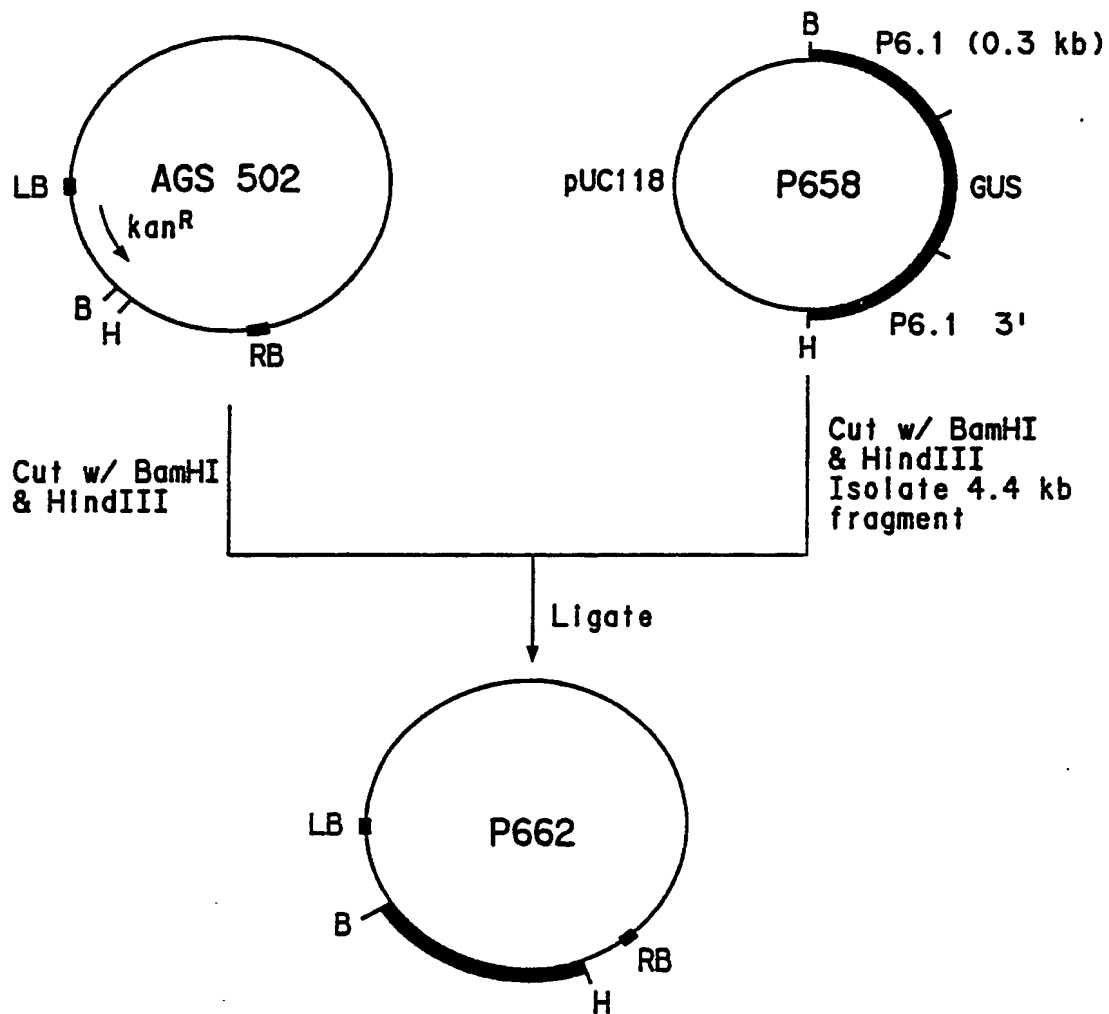 AGS 502
LB
kanR
B
H
RB
B
P6.1 (0.3 kb)
pUC118
P658
GUS
P6.1 3'
H
Cut w/ BamHI
& HindIII
Cut w/ BamHI
& HindIII
Isolate 4.4 kb
fragment
Ligate
LB
P662
B
RB
H